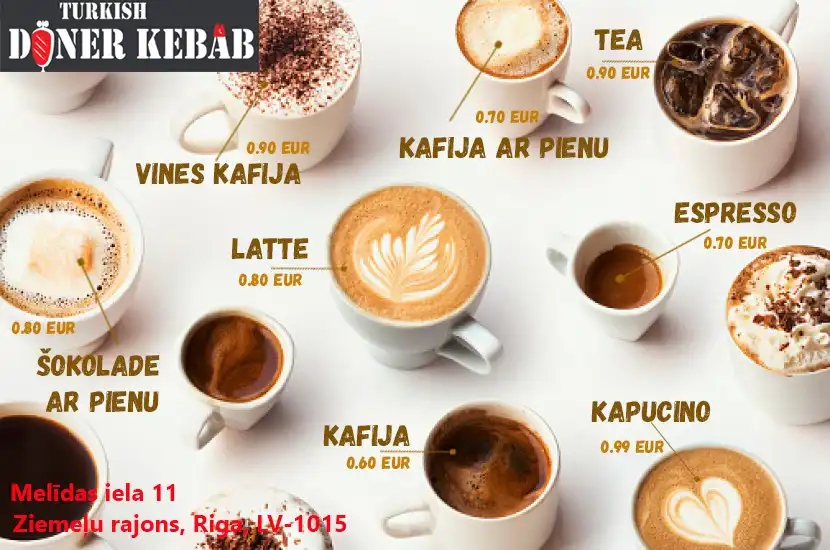 TURKISH
DÖNER KEBAB
TEA
0.90 EUR
0.70 EUR
KAFIJA AR PIENU
0.90 EUR
VINES KAFIJA
ESPRESSO
0.70 EUR
LATTE
0.80 EUR
0.80 EUR
ŠOKOLADE
AR PIENU
KAFIJA
0.60 EUR
KAPUCINO
0.99 EUR
Melīdas iela 11
Ziemeļu rajons, Rīga, LV-1015